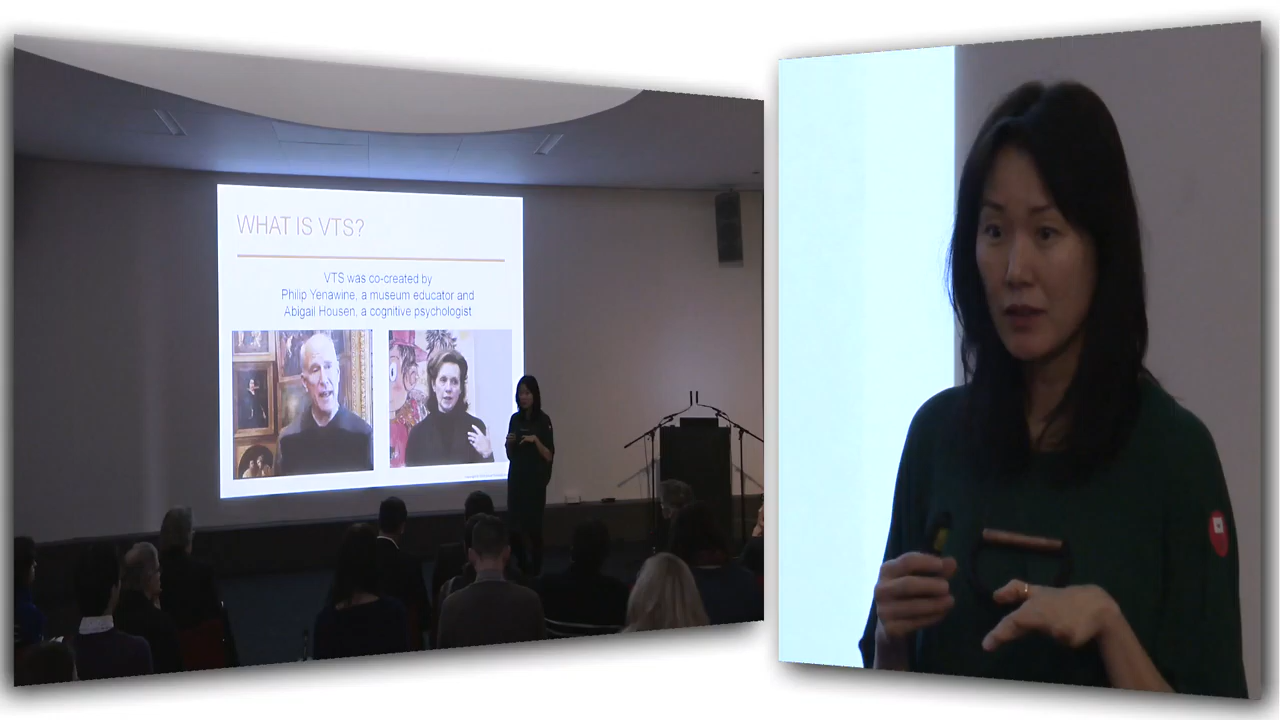 WHAT IS VTS?
VTS was co-created by
Philip Yenawine, a museum educator and
Abigail Housen, a cognitive psychologist